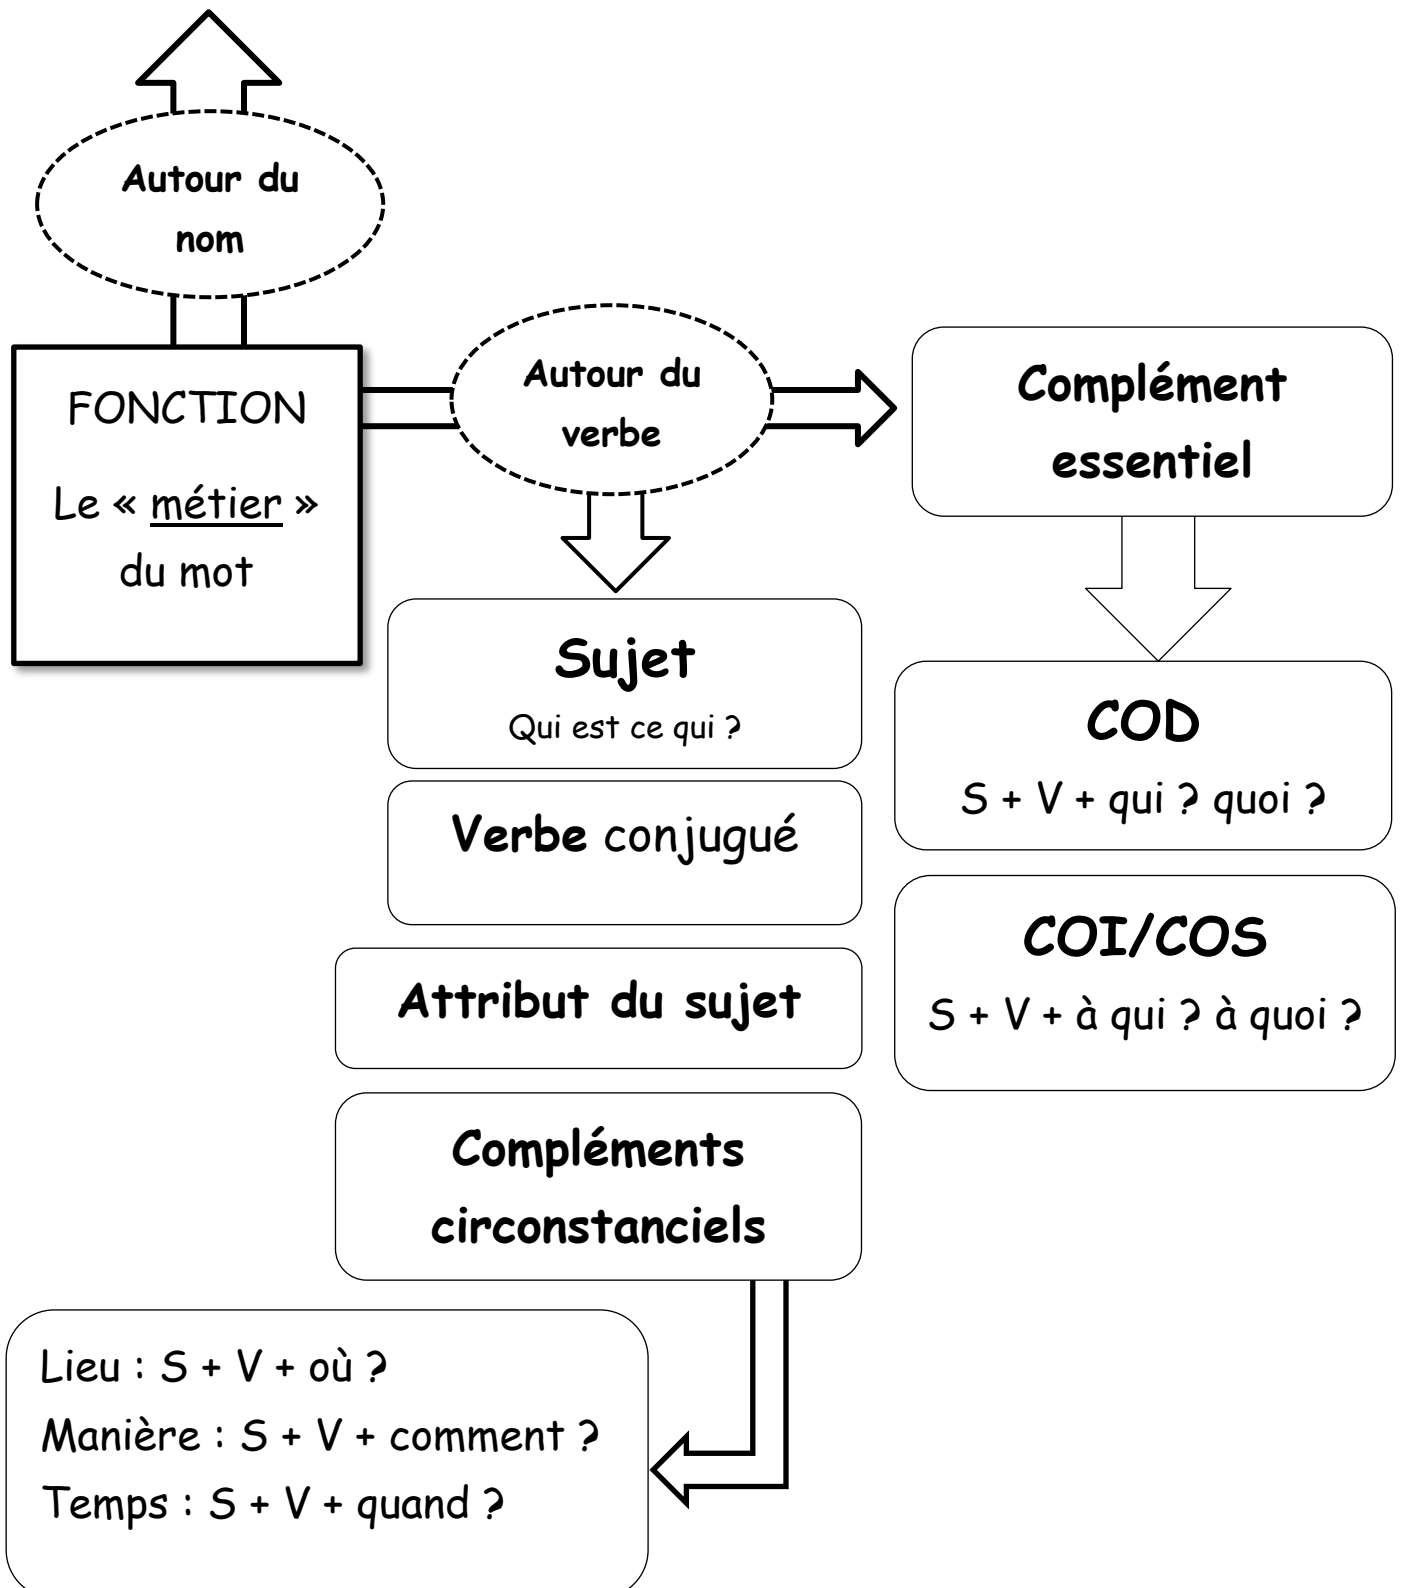 Autour du
nom
FONCTION
Le « métier »
du mot
Autour du
verbe
Complément
essentiel
Sujet
Qui est ce qui ?
Verbe conjugué
Attribut du sujet
Compléments
circonstanciels
COD
S + V + qui ? quoi ?
COI/COS
S + V + à qui ? à quoi ?
Lieu : S + V + où ?
Manière : S + V + comment ?
Temps : S + V + quand ?